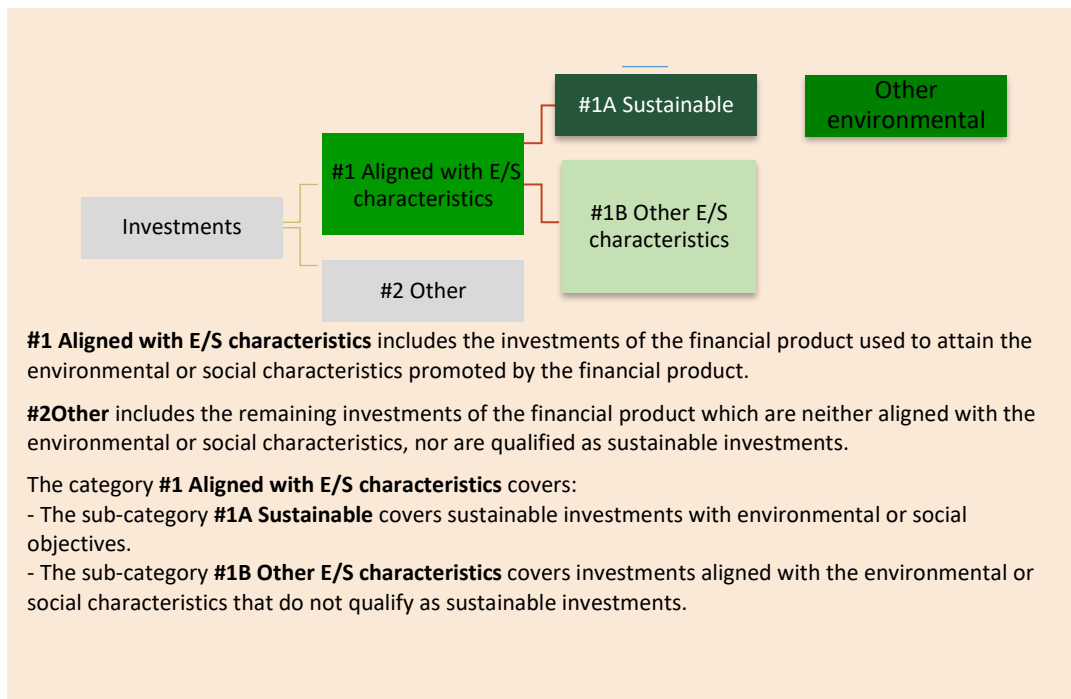 #1A Sustainable
Other
environmental
#1 Aligned with E/S
characteristics
#1B Other E/S
characteristics
Investments
#2 Other
#1 Aligned with E/S characteristics includes the investments of the financial product used to attain the
environmental or social characteristics promoted by the financial product.
#2Other includes the remaining investments of the financial product which are neither aligned with the
environmental or social characteristics, nor are qualified as sustainable investments.
The category #1 Aligned with E/S characteristics covers:
- The sub-category #1A Sustainable covers sustainable investments with environmental or social
objectives.
- The sub-category #1B Other E/S characteristics covers investments aligned with the environmental or
social characteristics that do not qualify as sustainable investments.